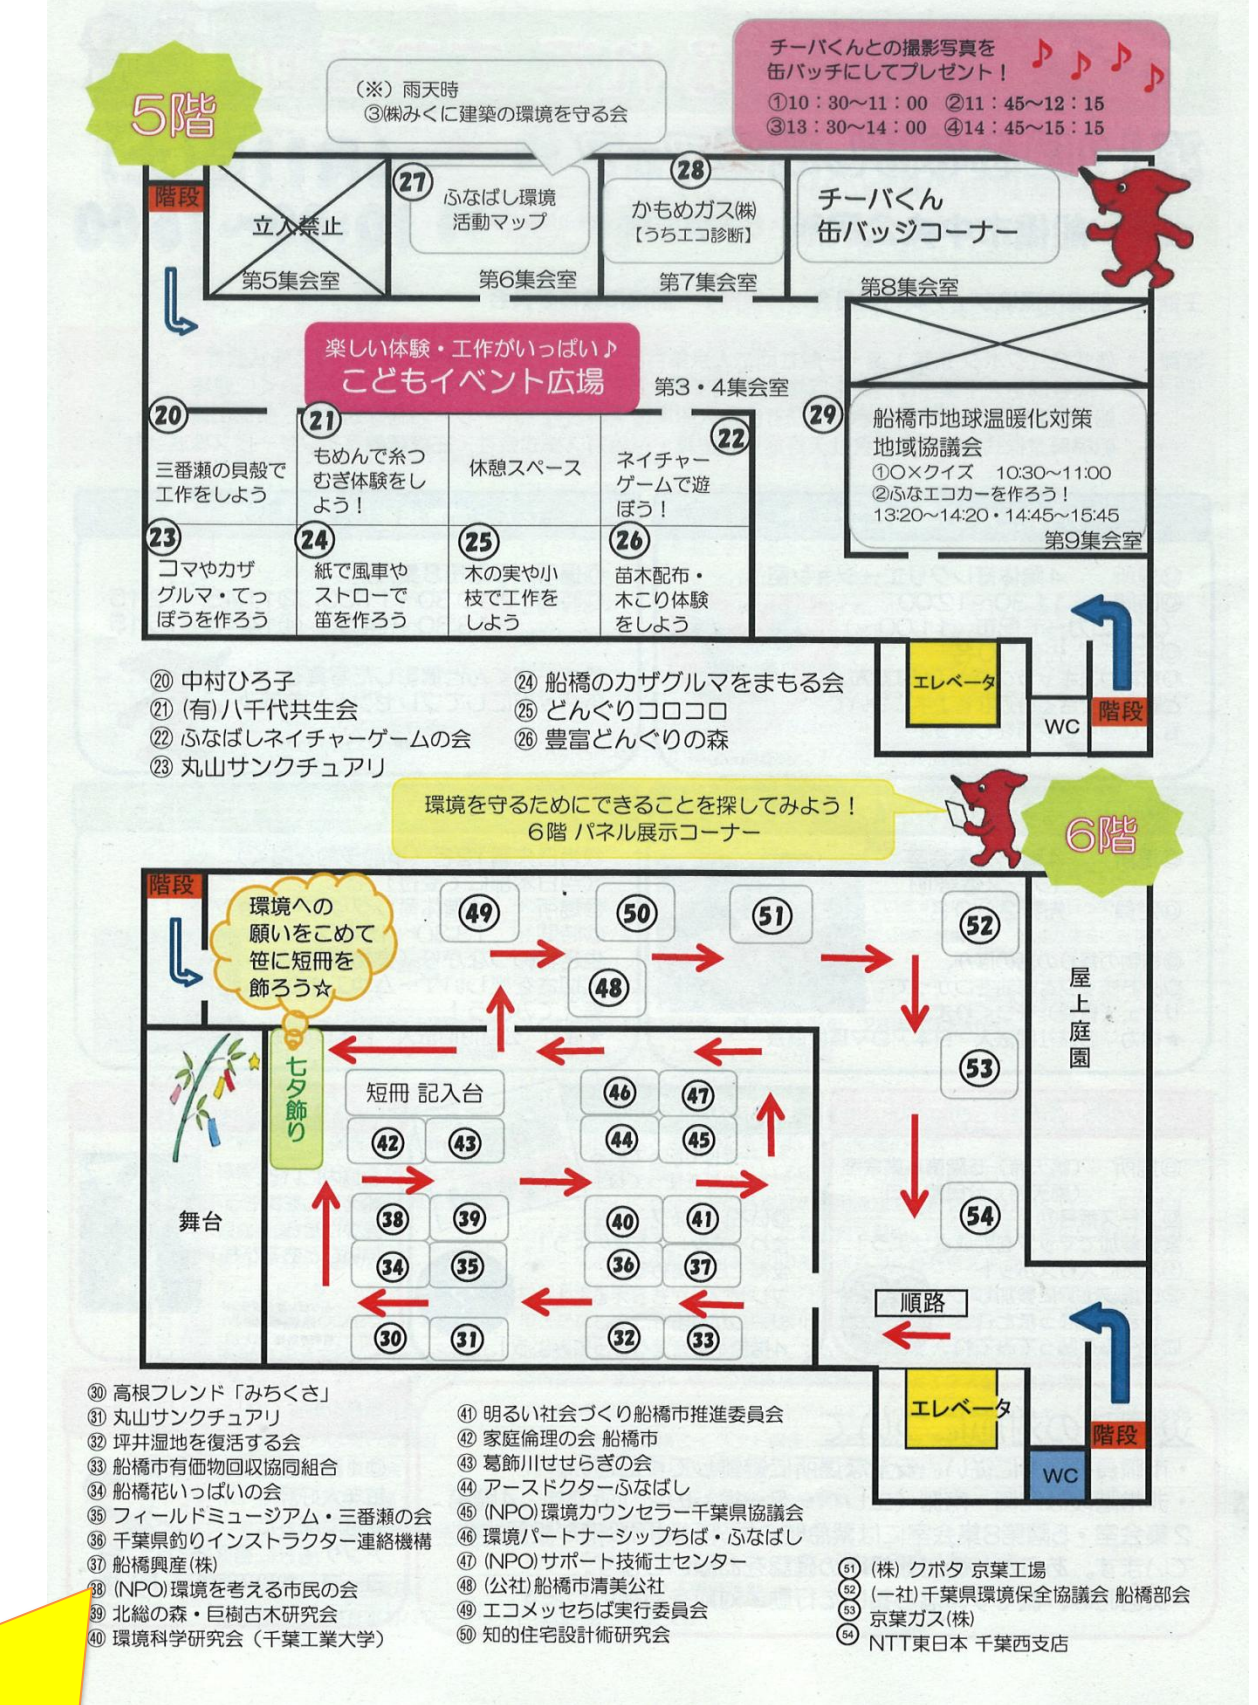 チーバくんとの撮影写真を
缶バッチにしてプレゼント！
①10：30～11：00　②11：45～12：15
③13：30～14：00　④14：45～15：15
5階
（※）雨天時
③㈱みくに建築の環境を守る会
階段
立入禁止
第5集会室
27
ふなばし環境
活動マップ
第6集会室
28
かもめガス㈱
【うちエコ診断】
第7集会室
チーバくん
缶バッジコーナー
第8集会室
楽しい体験・工作がいっぱい♪
こどもイベント広場
第3・4集会室
20
三番瀬の貝殻で
工作をしよう
21
もめんで糸つ
むぎ体験をし
よう！
休憩スペース
22
ネイチャー
ゲームで遊
ぼう！
29
船橋市地球温暖化対策
地域協議会
①○×クイズ　10:30～11:00
②ふなエコカーを作ろう！
13:20～14:20・14:45～15:45
第9集会室
23
コマやカザ
グルマ・てっ
ぽうを作ろう
24
紙で風車や
ストローで
笛を作ろう
25
木の実や小
枝で工作を
しよう
26
苗木配布・
木こり体験
をしよう
エレベータ
WC
階段
⑳ 中村ひろ子
㉑ (有)八千代共生会
㉒ ふなばしネイチャーゲームの会
㉓ 丸山サンクチュアリ
㉔ 船橋のカザグルマをまもる会
㉕ どんぐりコロコロ
㉖ 豊富どんぐりの森
環境を守るためにできることを探してみよう！
6階 パネル展示コーナー
6階
階段
環境への
願いをこめて
笹に短冊を
飾ろう☆
㊾
㊿
51
52
㊽
屋上庭園
七夕飾り
短冊 記入台
㊻
㊼
53
㊷
㊸
㊹
㊺
舞台
㊳
㊴
㊵
㊶
54
㉞
㉟
㊱
㊲
順路
㉚
㉛
㉜
㉝
エレベータ
階段
WC
㉚ 高根フレンド「みちくさ」
㉛ 丸山サンクチュアリ
㉜ 坪井湿地を復活する会
㉝ 船橋市有価物回収協同組合
㉞ 船橋花いっぱいの会
㉟ フィールドミュージアム・三番瀬の会
㊱ 千葉県釣りインストラクター連絡機構
㊲ 船橋興産(株)
㊳ (NPO)環境を考える市民の会
㊴ 北総の森・巨樹古木研究会
㊵ 環境科学研究会（千葉工業大学）
㊶ 明るい社会づくり船橋市推進委員会
㊷ 家庭倫理の会 船橋市
㊸ 葛飾川せせらぎの会
㊹ アースドクターふなばし
㊺ (NPO)環境カウンセラー千葉県協議会
㊻ 環境パートナーシップちば・ふなばし
㊼ (NPO)サポート技術士センター
㊽ (公社)船橋市清美公社
㊾ エコメッセちば実行委員会
㊿ 知的住宅設計術研究会
51 (株) クボタ 京葉工場
52 (一社)千葉県環境保全協議会 船橋部会
53 京葉ガス(株)
54 NTT東日本 千葉西支店